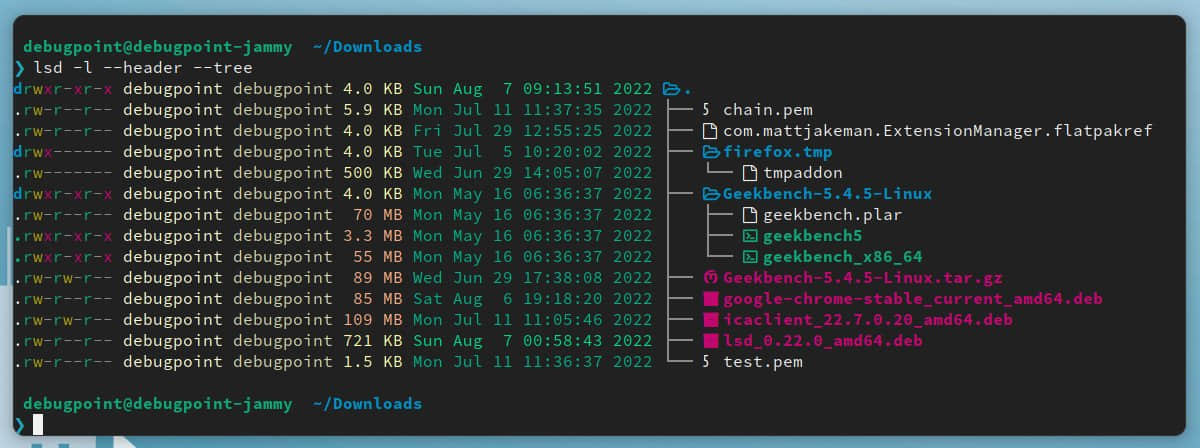 debugpoint@debugpoint-jammy ~/Downloads
❯ lsd -l --header --tree
drwxr-xr-x debugpoint debugpoint 4.0 KB Sun Aug  7 09:13:51 2022 .
.rw-r--r-- debugpoint debugpoint 5.9 KB Mon Jul 11 11:37:35 2022 ├── chain.pem
.rw-r--r-- debugpoint debugpoint 4.0 KB Fri Jul 29 12:55:25 2022 ├── com.mattjakeman.ExtensionManager.flatpakref
drwx------ debugpoint debugpoint 4.0 KB Tue Jul  5 10:20:02 2022 ├── firefox.tmp
.rw------- debugpoint debugpoint 500 KB Wed Jun 29 14:05:07 2022 │  └── tmpaddon
drwxr-xr-x debugpoint debugpoint 4.0 KB Mon May 16 06:36:37 2022 ├── Geekbench-5.4.5-Linux
.rw-r--r-- debugpoint debugpoint  70 MB Mon May 16 06:36:37 2022 │  ├── geekbench.plar
.rwxr-xr-x debugpoint debugpoint 3.3 MB Mon May 16 06:36:37 2022 │  ├── geekbench5
.rwxr-xr-x debugpoint debugpoint  55 MB Mon May 16 06:36:37 2022 │  └── geekbench_x86_64
.rw-rw-r-- debugpoint debugpoint  89 MB Wed Jun 29 17:38:08 2022 ├── Geekbench-5.4.5-Linux.tar.gz
.rw-r--r-- debugpoint debugpoint  85 MB Sat Aug  6 19:18:20 2022 ├── google-chrome-stable_current_amd64.deb
.rw-rw-r-- debugpoint debugpoint 109 MB Mon Jul 11 11:05:46 2022 ├── icaclient_22.7.0.20_amd64.deb
.rw-r--r-- debugpoint debugpoint 721 KB Sun Aug  7 00:58:43 2022 ├── lsd_0.22.0_amd64.deb
.rw-r--r-- debugpoint debugpoint 1.5 KB Mon Jul 11 11:36:37 2022 └── test.pem
debugpoint@debugpoint-jammy ~/Downloads
❯